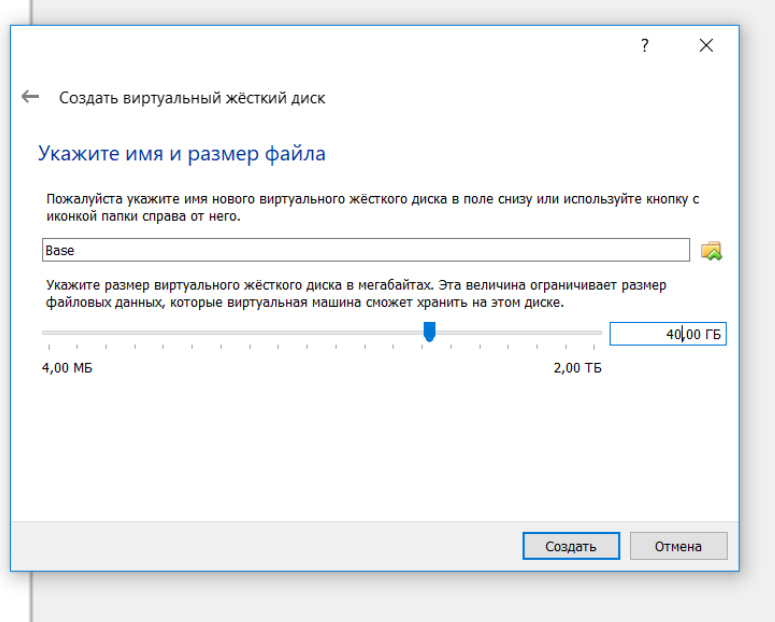 ?
Создать виртуальный жёсткий диск
Укажите имя и размер файла
Пожалуйста укажите имя нового виртуального жёсткого диска в поле снизу или используйте кнопку с
иконкой папки справа от него.
Base
Укажите размер виртуального жёсткого диска в мегабайтах. Эта величина ограничивает размер
файловых данных, которые виртуальная машина сможет хранить на этом диске.
40,00 ГБ
4,00 МБ 2,00 ТБ
Создать Отмена